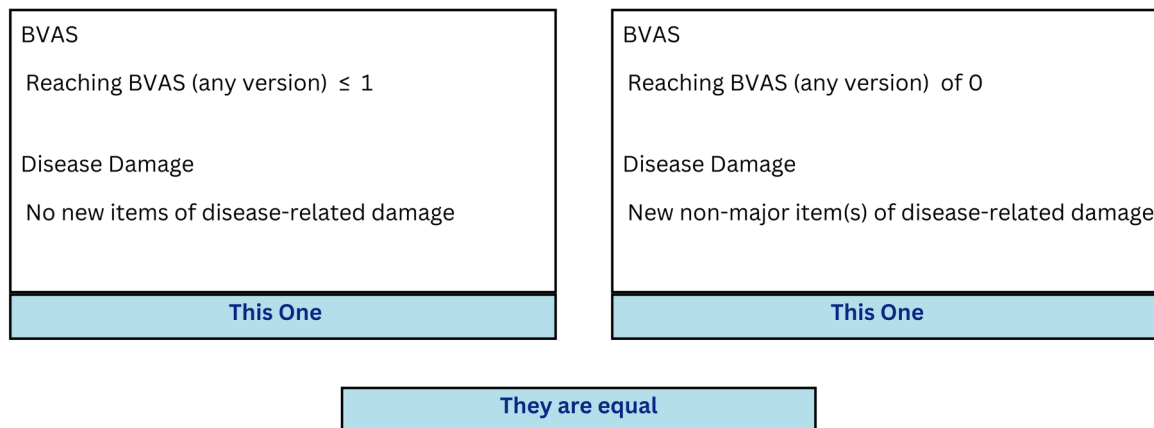 BVAS
Reaching BVAS (any version) ≤ 1
Disease Damage
No new items of disease-related damage
This One
BVAS
Reaching BVAS (any version) of 0
Disease Damage
New non-major item(s) of disease-related damage
This One
They are equal